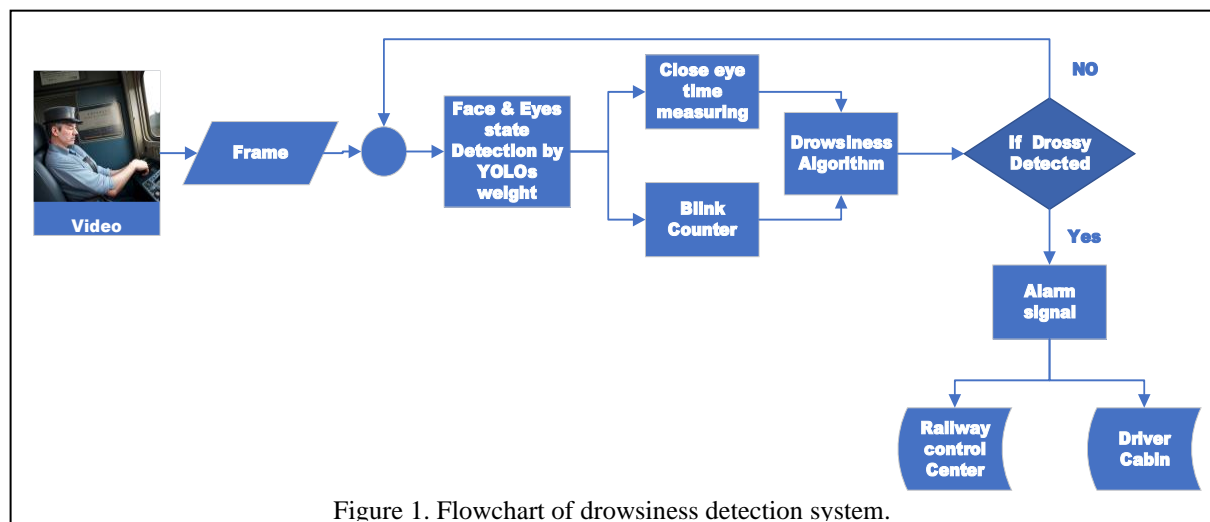 Video
Frame
Face & Eyes
state
Detection by
YOLOs
weight
Close eye
time
measuring
Blink
Counter
Drowsiness
Algorithm
If Drossy
Detected
NO
Yes
Alarm
signal
Railway
control
Center
Driver
Cabin
Figure 1. Flowchart of drowsiness detection system.